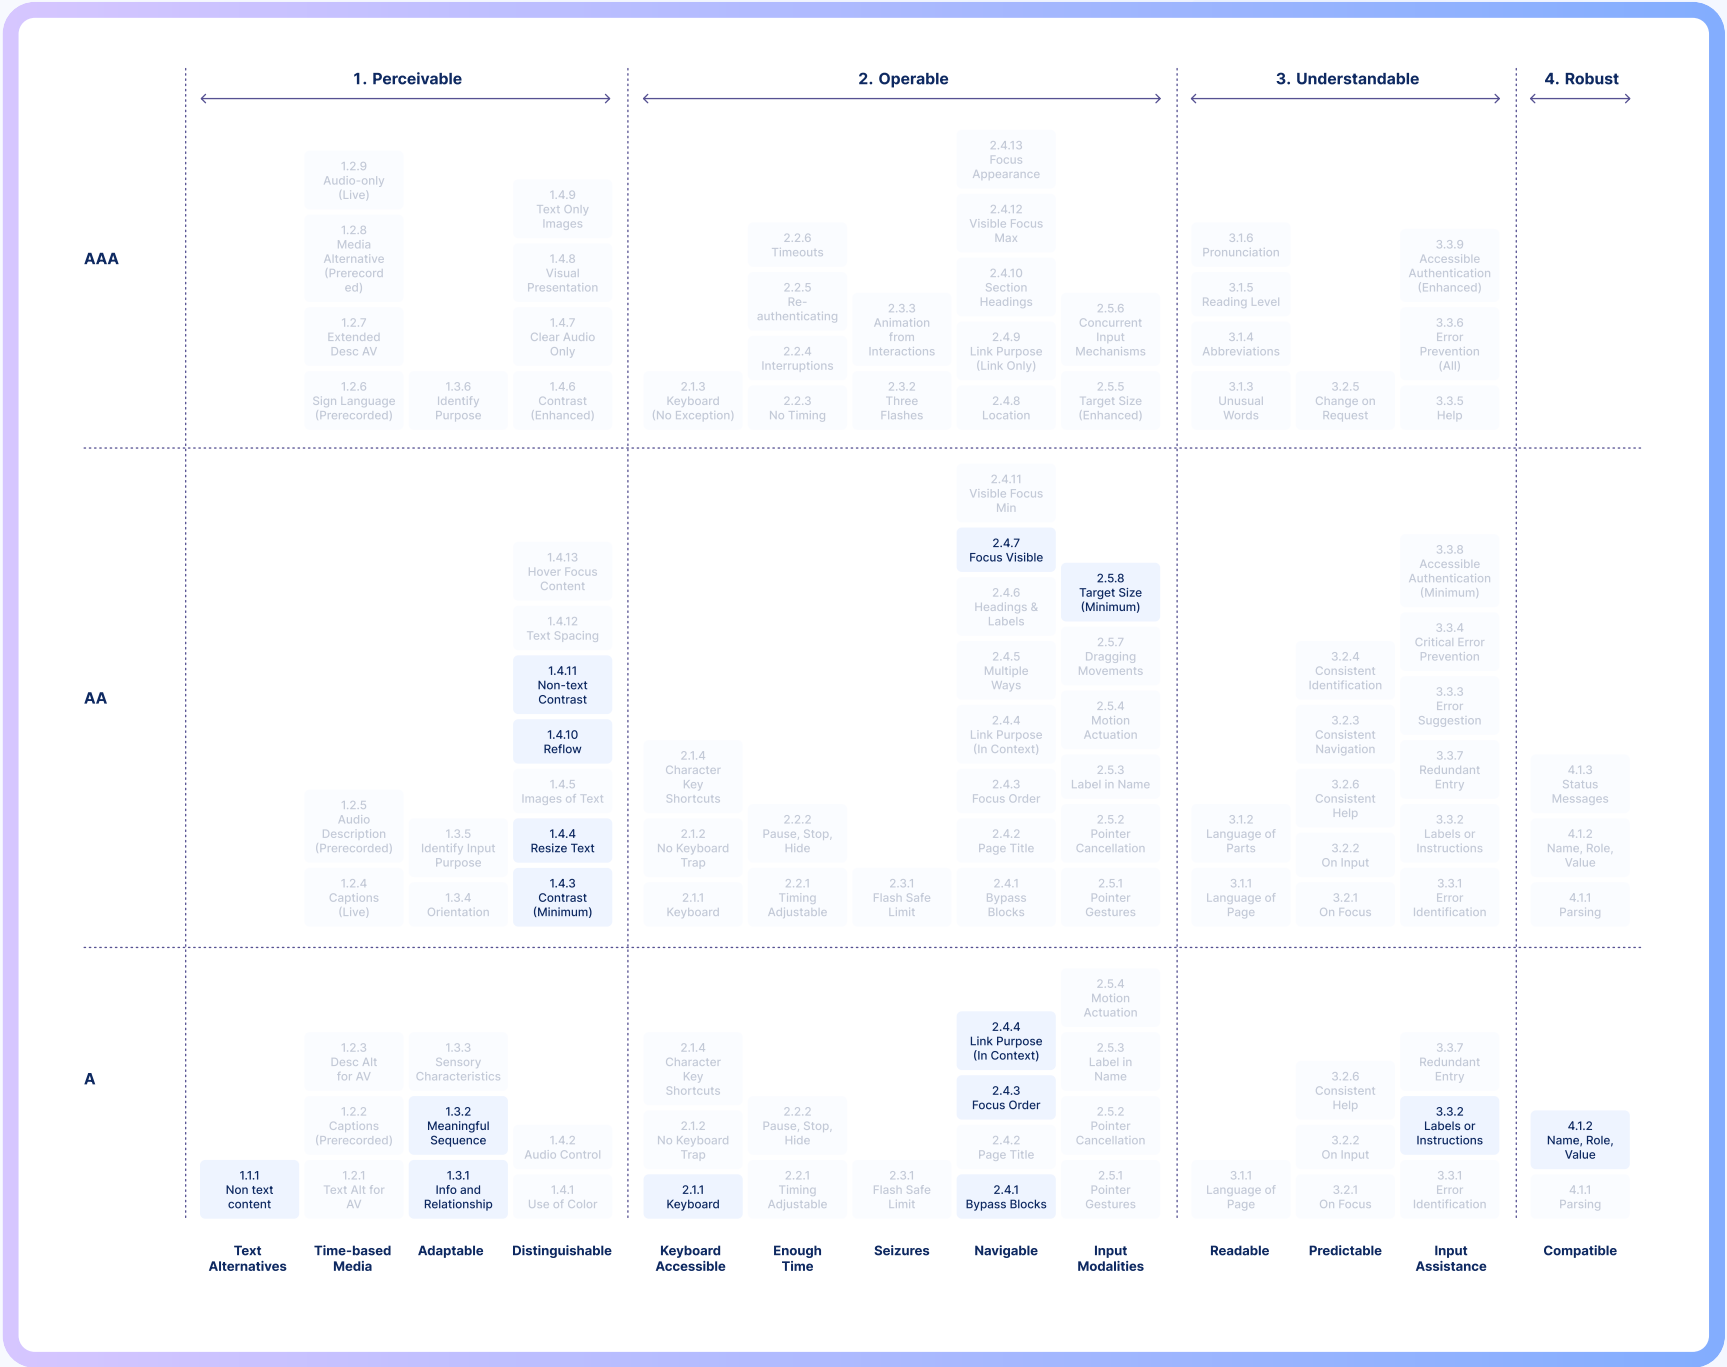 1. Perceivable
2. Operable
3. Understandable
4. Robust
AAA
1.2.9
Audio-only
(Live)
1.2.8
Media
Alternative
(Prerecord
ed)
1.2.7
Extended
Desc AV
1.2.6
Sign Language
(Prerecorded)
1.3.6
Identify
Purpose
1.4.9
Text Only
Images
1.4.8
Visual
Presentation
1.4.7
Clear Audio
Only
1.4.6
Contrast
(Enhanced)
2.1.3
Keyboard
(No Exception)
2.2.6
Timeouts
2.2.5
Re-
authenticating
2.2.4
Interruptions
2.2.3
No Timing
2.3.3
Animation
from
Interactions
2.3.2
Three
Flashes
2.4.13
Focus
Appearance
2.4.12
Visible Focus
Max
2.4.10
Section
Headings
2.4.9
Link Purpose
(Link Only)
2.4.8
Location
2.5.6
Concurrent
Input
Mechanisms
2.5.5
Target Size
(Enhanced)
3.1.6
Pronunciation
3.1.5
Reading Level
3.1.4
Abbreviations
3.1.3
Unusual
Words
3.2.5
Change on
Request
3.3.9
Accessible
Authentication
(Enhanced)
3.3.6
Error
Prevention
(All)
3.3.5
Help
AA
1.2.5
Audio
Description
(Prerecorded)
1.2.4
Captions
(Live)
1.3.5
Identify Input
Purpose
1.3.4
Orientation
1.4.13
Hover Focus
Content
1.4.12
Text Spacing
1.4.11
Non-text
Contrast
1.4.10
Reflow
1.4.5
Images of Text
1.4.4
Resize Text
1.4.3
Contrast
(Minimum)
2.1.4
Character
Key
Shortcuts
2.1.2
No Keyboard
Trap
2.1.1
Keyboard
2.2.2
Pause, Stop,
Hide
2.2.1
Timing
Adjustable
2.3.1
Flash Safe
Limit
2.4.11
Visible Focus
Min
2.4.7
Focus Visible
2.4.6
Headings &
Labels
2.4.5
Multiple
Ways
2.4.4
Link Purpose
(In Context)
2.4.3
Focus Order
2.4.2
Page Title
2.4.1
Bypass
Blocks
2.5.8
Target Size
(Minimum)
2.5.7
Dragging
Movements
2.5.4
Motion
Actuation
2.5.3
Label in Name
2.5.2
Pointer
Cancellation
2.5.1
Pointer
Gestures
3.1.2
Language of
Parts
3.1.1
Language of
Page
3.2.4
Consistent
Identification
3.2.3
Consistent
Navigation
3.2.6
Consistent
Help
3.2.2
On Input
3.2.1
On Focus
3.3.8
Accessible
Authentication
(Minimum)
3.3.4
Critical Error
Prevention
3.3.3
Error
Suggestion
3.3.7
Redundant
Entry
3.3.2
Labels or
Instructions
3.3.1
Error
Identification
4.1.3
Status
Messages
4.1.2
Name, Role,
Value
4.1.1
Parsing
A
1.1.1
Non text
content
1.2.3
Desc Alt
for AV
1.2.2
Captions
(Prerecorded)
1.2.1
Text Alt for
AV
1.3.3
Sensory
Characteristics
1.3.2
Meaningful
Sequence
1.3.1
Info and
Relationship
1.4.2
Audio Control
1.4.1
Use of Color
2.1.4
Character
Key
Shortcuts
2.1.2
No Keyboard
Trap
2.1.1
Keyboard
2.2.2
Pause, Stop,
Hide
2.2.1
Timing
Adjustable
2.3.1
Flash Safe
Limit
2.4.4
Link Purpose
(In Context)
2.4.3
Focus Order
2.4.2
Page Title
2.4.1
Bypass Blocks
2.5.4
Motion
Actuation
2.5.3
Label in
Name
2.5.2
Pointer
Cancellation
2.5.1
Pointer
Gestures
3.1.1
Language of
Page
3.2.6
Consistent
Help
3.2.2
On Input
3.2.1
On Focus
3.3.7
Redundant
Entry
3.3.2
Labels or
Instructions
3.3.1
Error
Identification
4.1.2
Name, Role,
Value
4.1.1
Parsing
Text
Alternatives
Time-based
Media
Adaptable
Distinguishable
Keyboard
Accessible
Enough
Time
Seizures
Navigable
Input
Modalities
Readable
Predictable
Input
Assistance
Compatible